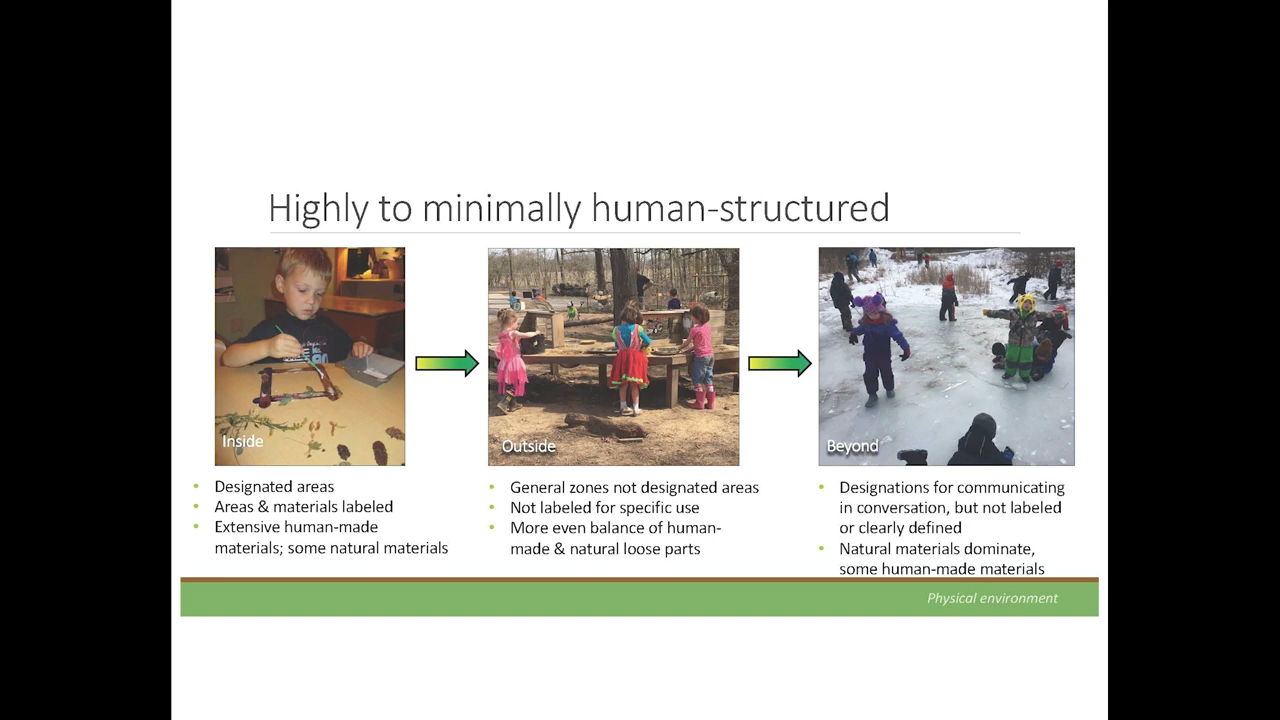 Highly to minimally human-structured
Inside
• Designated areas
• Areas & materials labeled
• Extensive human-made
materials; some natural materials
Outside
• General zones not designated areas
• Not labeled for specific use
• More even balance of human-
made & natural loose parts
Beyond
• Designations for communicating
in conversation, but not labeled
or clearly defined
• Natural materials dominate,
some human-made materials
Physical environment